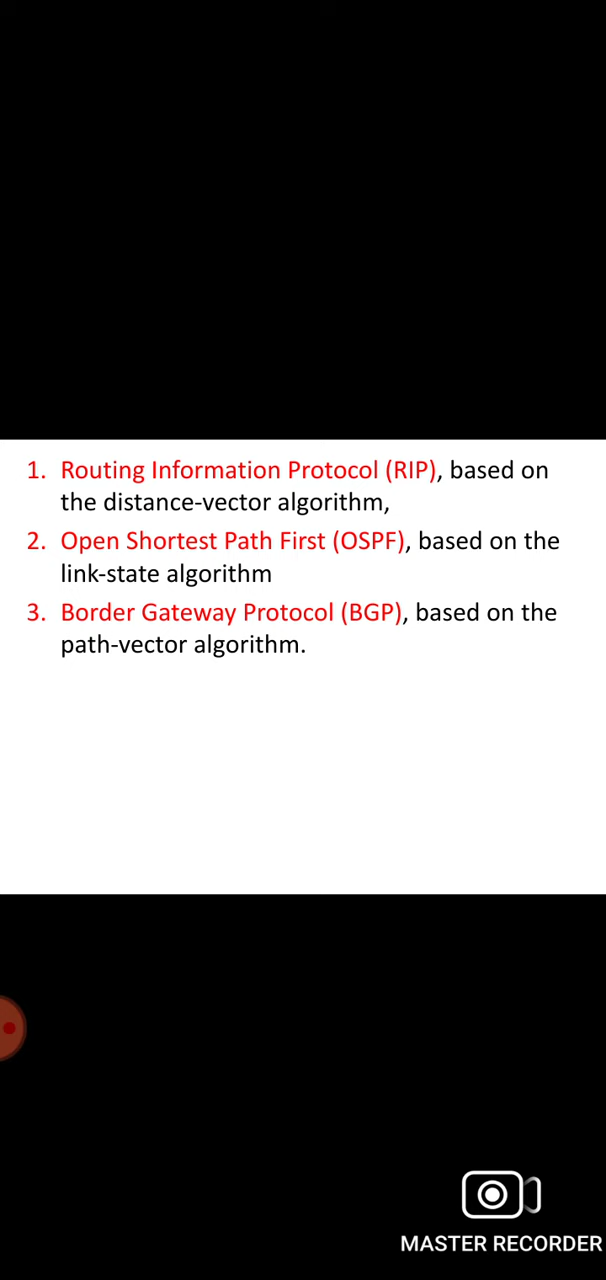 1. Routing Information Protocol (RIP), based on
the distance-vector algorithm,
2. Open Shortest Path First (OSPF), based on the
link-state algorithm
3. Border Gateway Protocol (BGP), based on the
path-vector algorithm.
MASTER RECORDER